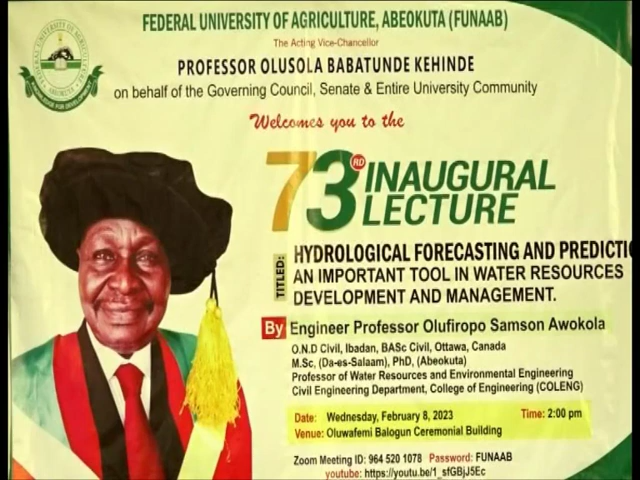 FEDERAL UNIVERSITY OF AGRICULTURE, ABEOKUTA (FUNAAB)
The Acting Vice-Chancellor
PROFESSOR OLUSOLA BABATUNDE KEHINDE
on behalf of the Governing Council, Senate & Entire University Community
Welcomes you to the
73RD INAUGURAL
LECTURE
TITLED:
HYDROLOGICAL FORECASTING AND PREDICTIO
AN IMPORTANT TOOL IN WATER RESOURCES
DEVELOPMENT AND MANAGEMENT.
By Engineer Professor Olufiropo Samson Awokola
O.N.D Civil, Ibadan, BASc Civil, Ottawa, Canada
M.Sc, (Da-es-Salaam), PhD, (Abeokuta)
Professor of Water Resources and Environmental Engineering
Civil Engineering Department, College of Engineering (COLENG)
Date: Wednesday, February 8, 2023 Time: 2:00 pm
Venue: Oluwafemi Balogun Ceremonial Building
Zoom Meeting ID: 964 520 1078 Password: FUNAAB
youtube: https://youtu.be/1_sfGBjJ5Ec